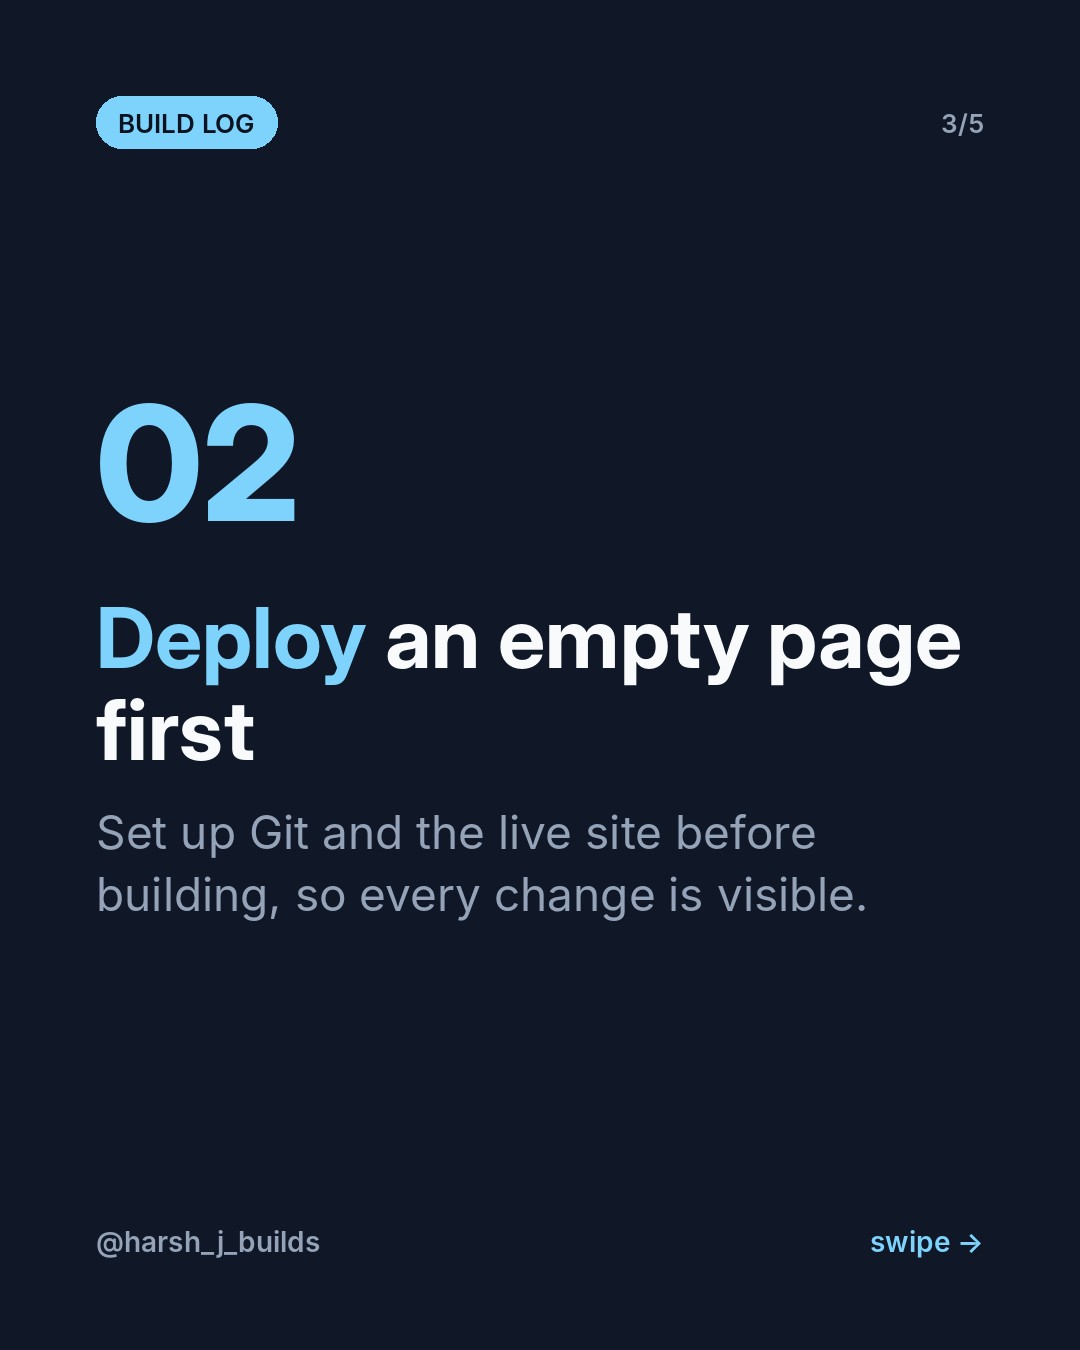 BUILD LOG
3/5
02
Deploy an empty page
first
Set up Git and the live site before
building, so every change is visible.
@harsh_j_builds
swipe →